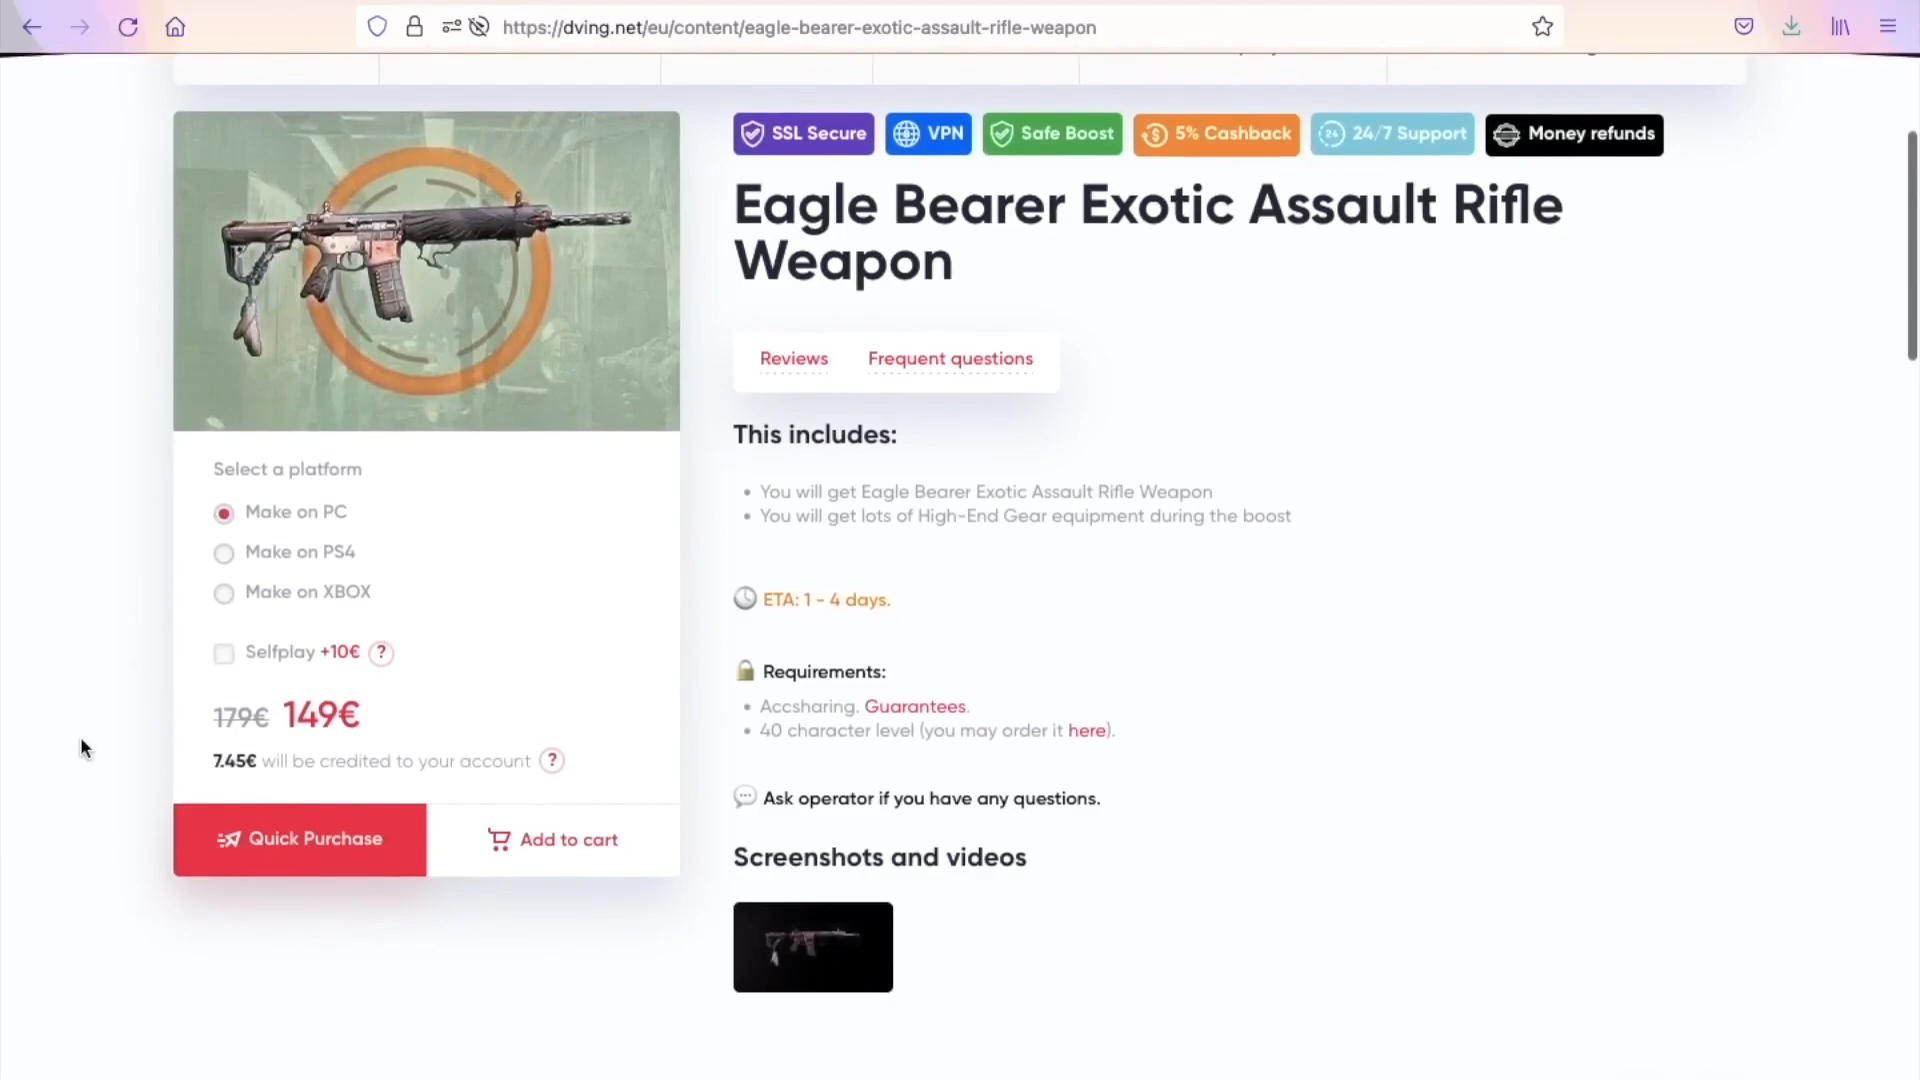 https://dving.net/eu/content/eagle-bearer-exotic-assault-rifle-weapon
SSL Secure
VPN
Safe Boost
5% Cashback
24
24/7 Support
Money refunds
Eagle Bearer Exotic Assault Rifle
Weapon
Reviews
Frequent questions
This includes:
You will get Eagle Bearer Exotic Assault Rifle Weapon
You will get lots of High-End Gear equipment during the boost
ETA: 1 - 4 days.
Requirements:
Accsharing. Guarantees.
40 character level (you may order it here).
Ask operator if you have any questions.
Screenshots and videos
Select a platform
Make on PC
Make on PS4
Make on XBOX
Selfplay +10€ ?
179€ 149€
7.45€ will be credited to your account ?
Quick Purchase
Add to cart